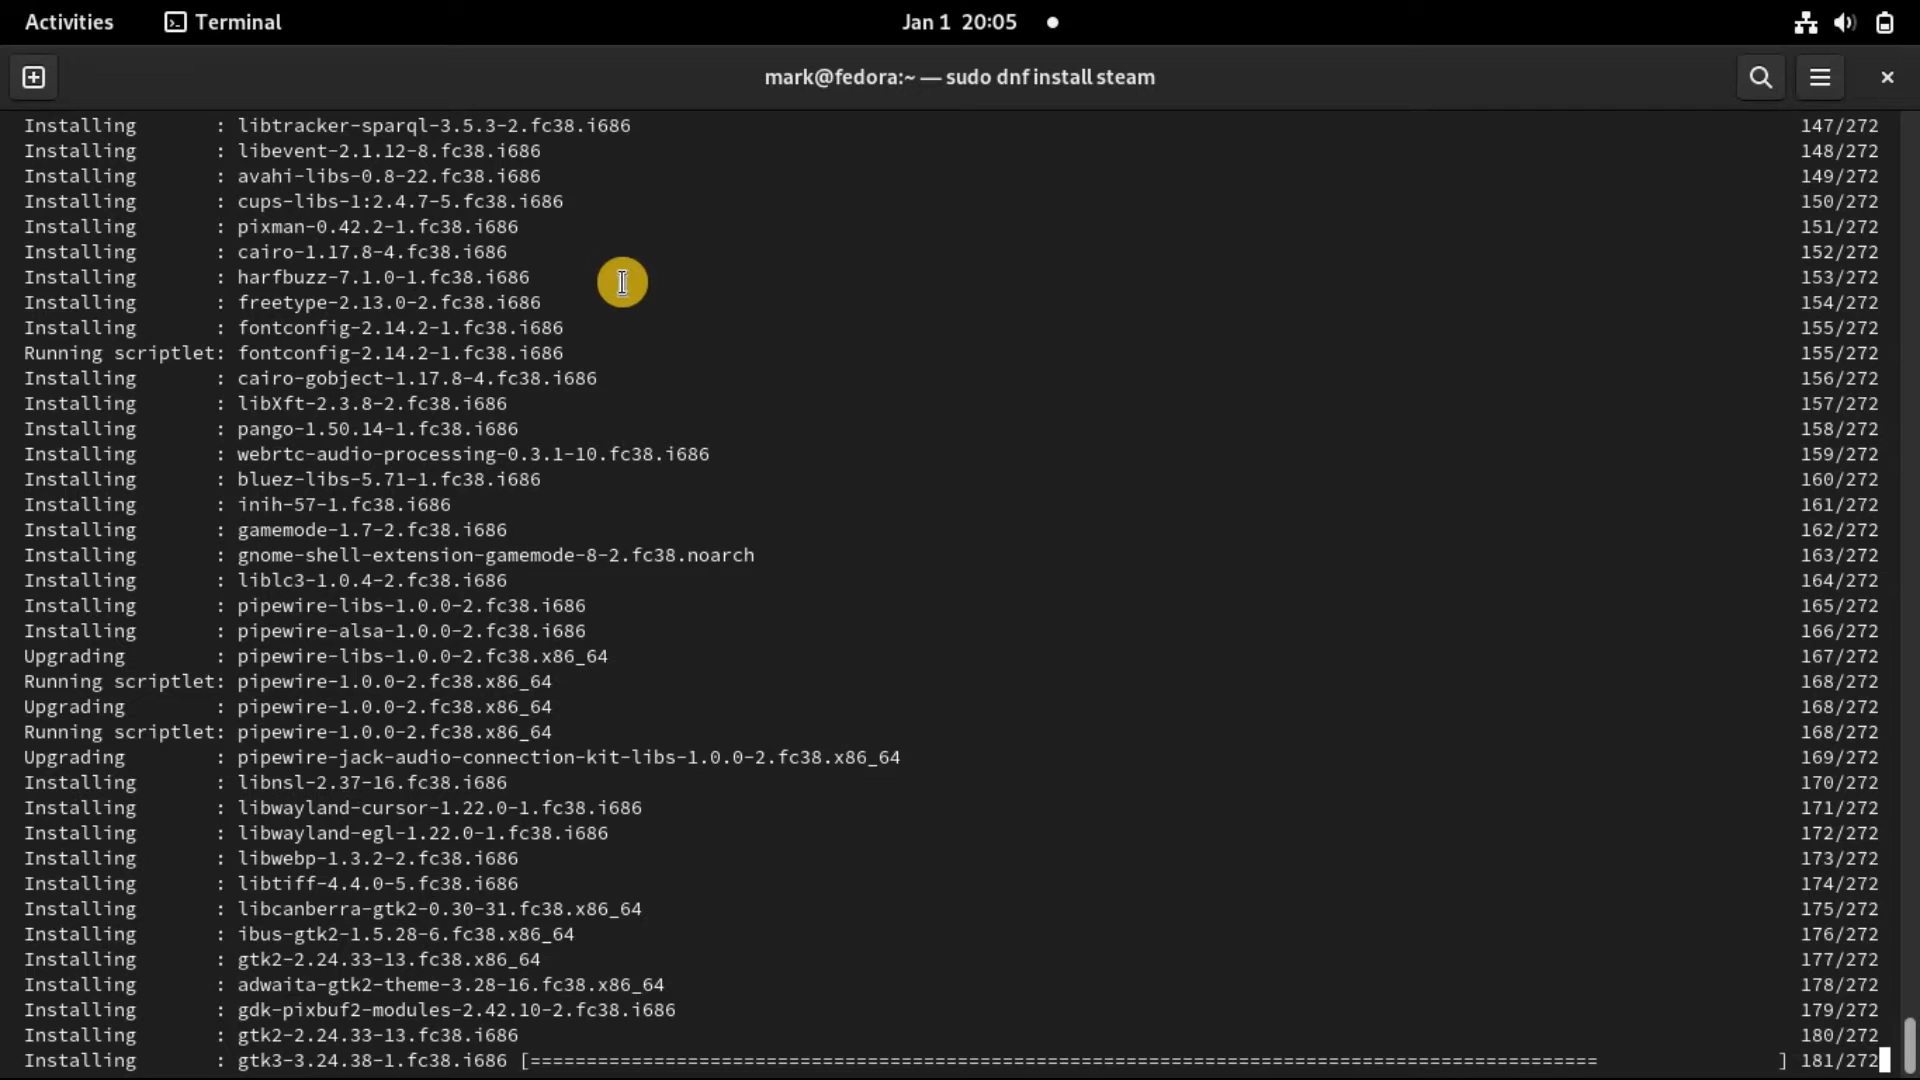 Activities Terminal Jan 1 20:05
mark@fedora:~ — sudo dnf install steam
Installing : libtracker-sparql-3.5.3-2.fc38.i686 147/272
Installing : libevent-2.1.12-8.fc38.i686 148/272
Installing : avahi-libs-0.8-22.fc38.i686 149/272
Installing : cups-libs-1:2.4.7-5.fc38.i686 150/272
Installing : pixman-0.42.2-1.fc38.i686 151/272
Installing : cairo-1.17.8-4.fc38.i686 152/272
Installing : harfbuzz-7.1.0-1.fc38.i686 153/272
Installing : freetype-2.13.0-2.fc38.i686 154/272
Installing : fontconfig-2.14.2-1.fc38.i686 155/272
Running scriptlet: fontconfig-2.14.2-1.fc38.i686 155/272
Installing : cairo-gobject-1.17.8-4.fc38.i686 156/272
Installing : libXft-2.3.8-2.fc38.i686 157/272
Installing : pango-1.50.14-1.fc38.i686 158/272
Installing : webrtc-audio-processing-0.3.1-10.fc38.i686 159/272
Installing : bluez-libs-5.71-1.fc38.i686 160/272
Installing : inih-57-1.fc38.i686 161/272
Installing : gamemode-1.7-2.fc38.i686 162/272
Installing : gnome-shell-extension-gamemode-8-2.fc38.noarch 163/272
Installing : liblc3-1.0.4-2.fc38.i686 164/272
Installing : pipewire-libs-1.0.0-2.fc38.i686 165/272
Installing : pipewire-alsa-1.0.0-2.fc38.i686 166/272
Upgrading : pipewire-libs-1.0.0-2.fc38.x86_64 167/272
Running scriptlet: pipewire-1.0.0-2.fc38.x86_64 168/272
Upgrading : pipewire-1.0.0-2.fc38.x86_64 168/272
Running scriptlet: pipewire-1.0.0-2.fc38.x86_64 168/272
Upgrading : pipewire-jack-audio-connection-kit-libs-1.0.0-2.fc38.x86_64 169/272
Installing : libnsl-2.37-16.fc38.i686 170/272
Installing : libwayland-cursor-1.22.0-1.fc38.i686 171/272
Installing : libwayland-egl-1.22.0-1.fc38.i686 172/272
Installing : libwebp-1.3.2-2.fc38.i686 173/272
Installing : libtiff-4.4.0-5.fc38.i686 174/272
Installing : libcanberra-gtk2-0.30-31.fc38.x86_64 175/272
Installing : ibus-gtk2-1.5.28-6.fc38.x86_64 176/272
Installing : gtk2-2.24.33-13.fc38.x86_64 177/272
Installing : adwaita-gtk2-theme-3.28-16.fc38.x86_64 178/272
Installing : gdk-pixbuf2-modules-2.42.10-2.fc38.i686 179/272
Installing : gtk2-2.24.33-13.fc38.i686 180/272
Installing : gtk3-3.24.38-1.fc38.i686 [=============================================================================================== ] 181/272